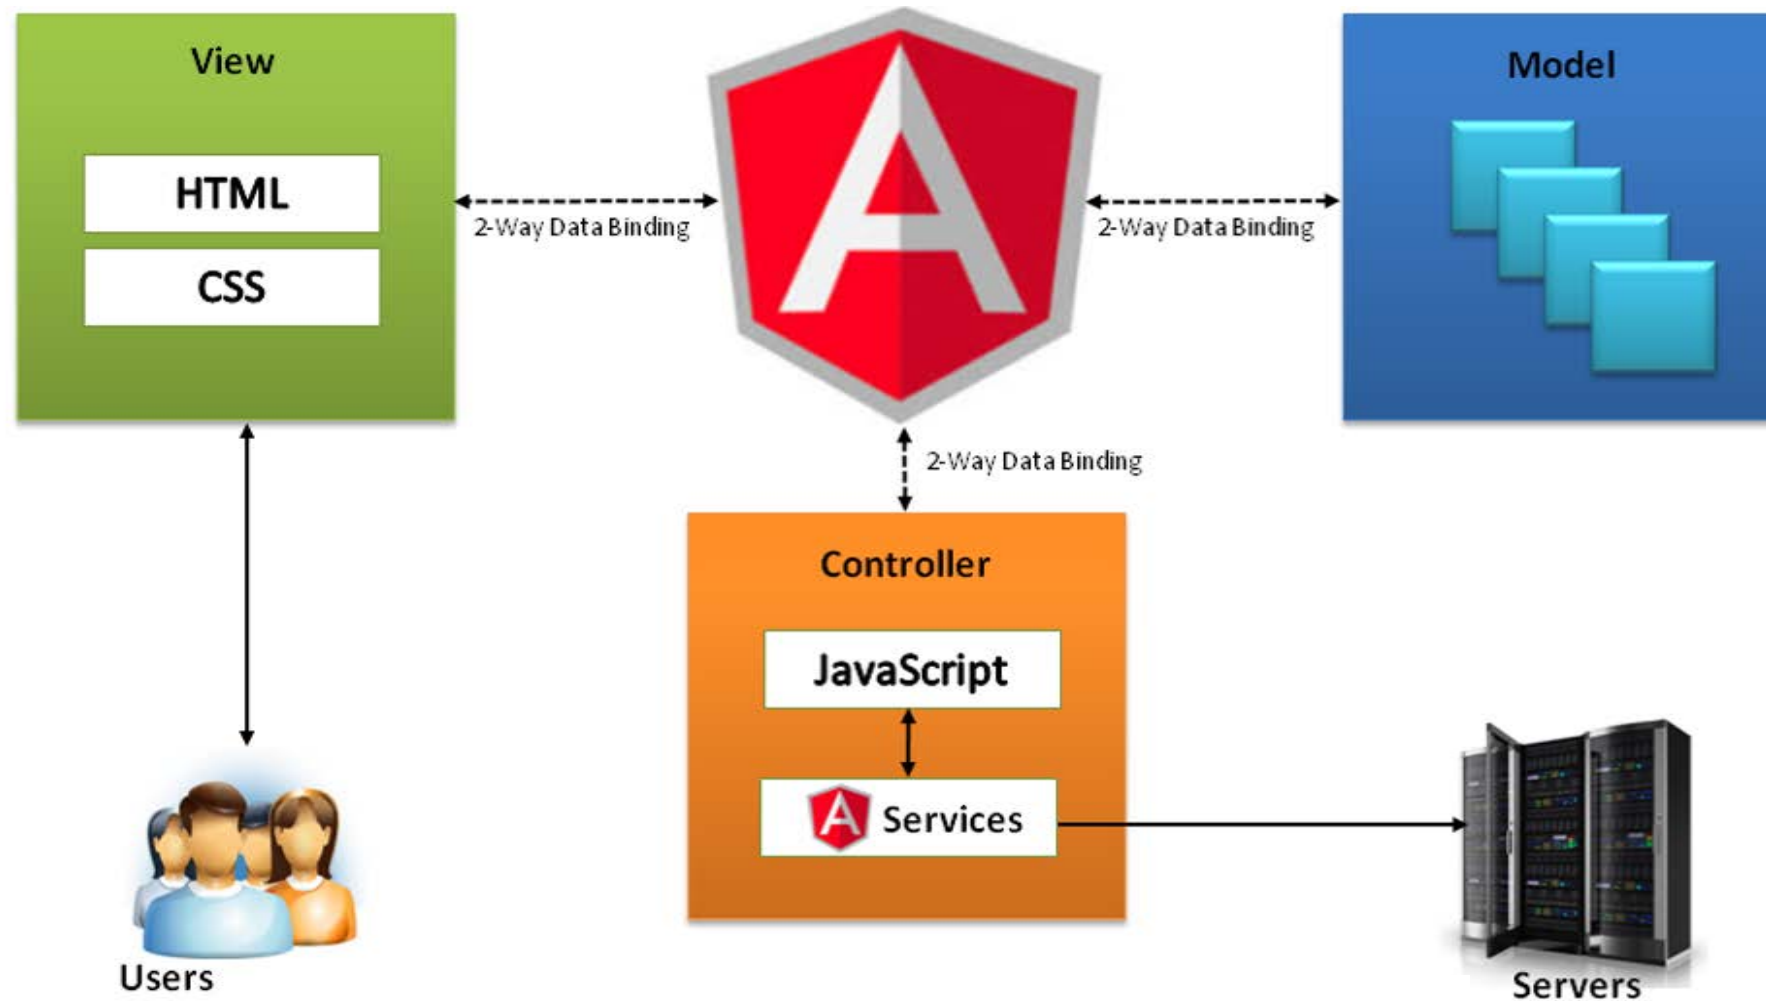 View
Model
HTML
CSS
2-Way Data Binding
2-Way Data Binding
2-Way Data Binding
Controller
JavaScript
Services
Users
Servers